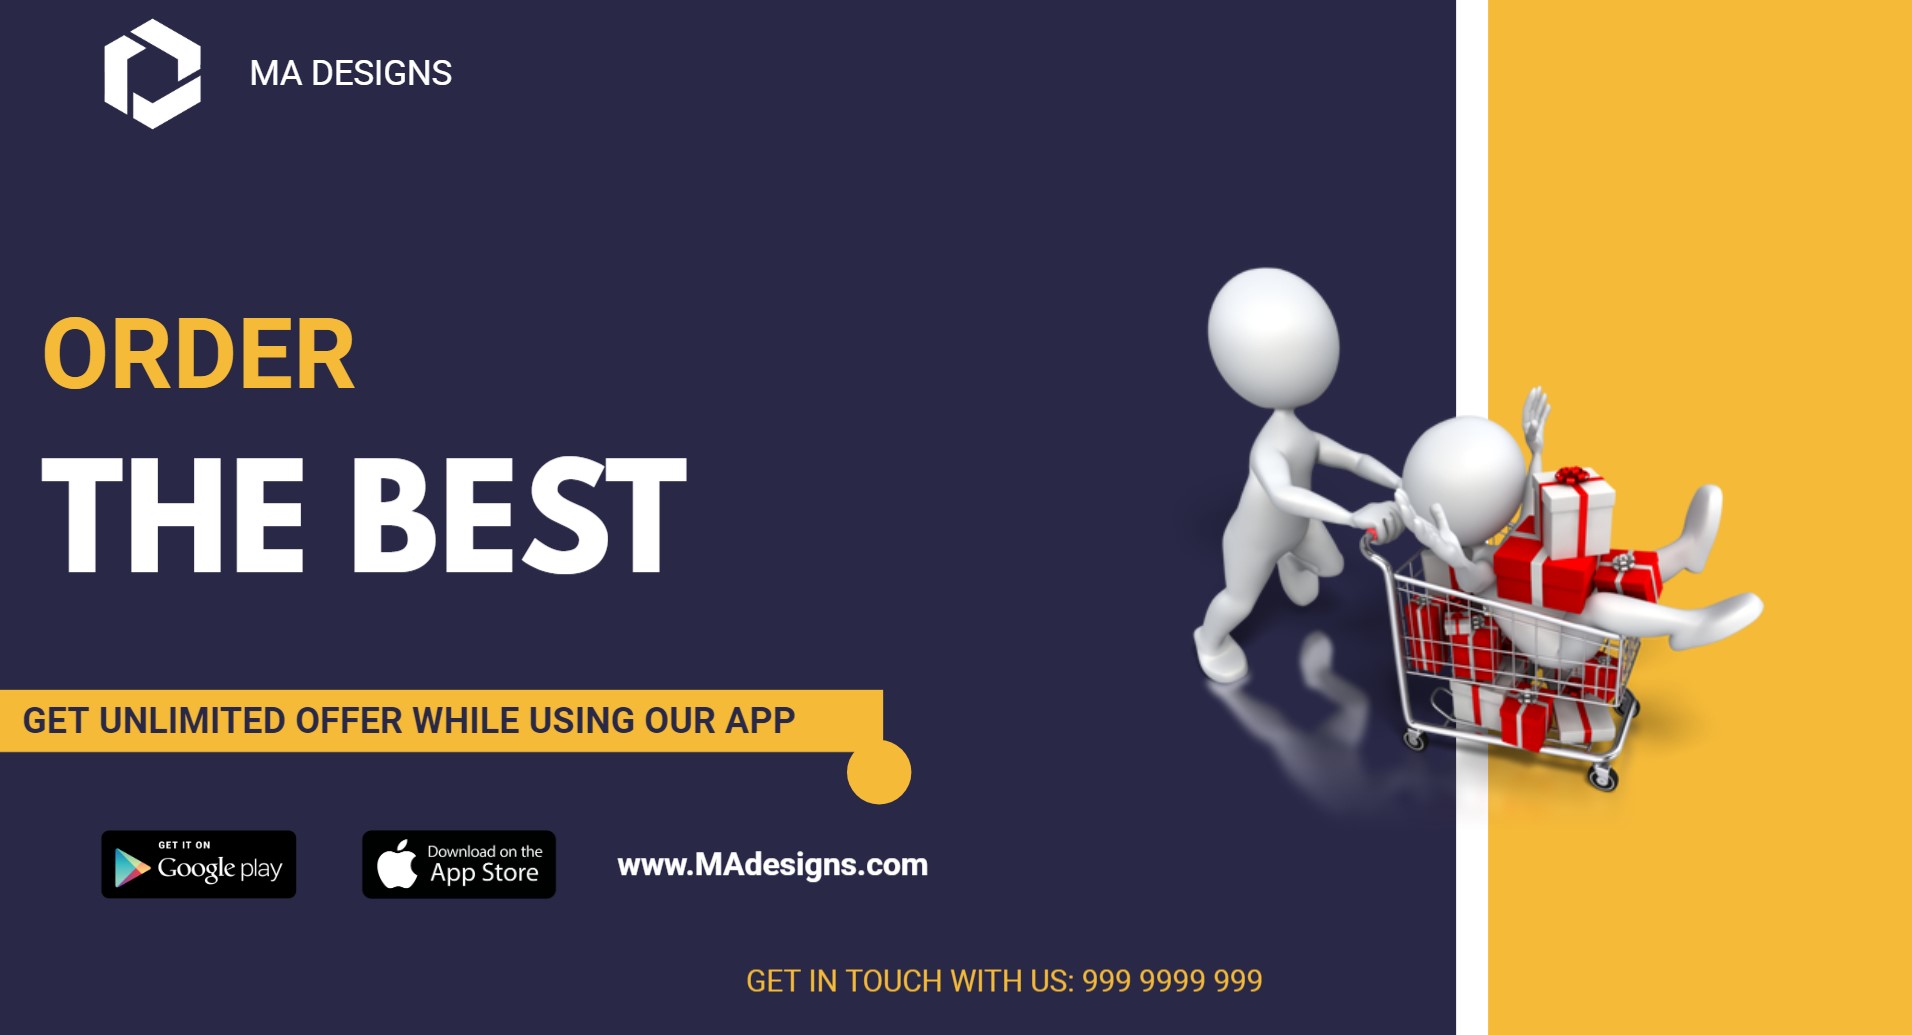 MA DESIGNS
ORDER
THE BEST
GET UNLIMITED OFFER WHILE USING OUR APP
GET IT ON
Google play
Download on the
App Store
www.MAdesigns.com
GET IN TOUCH WITH US: 999 9999 999